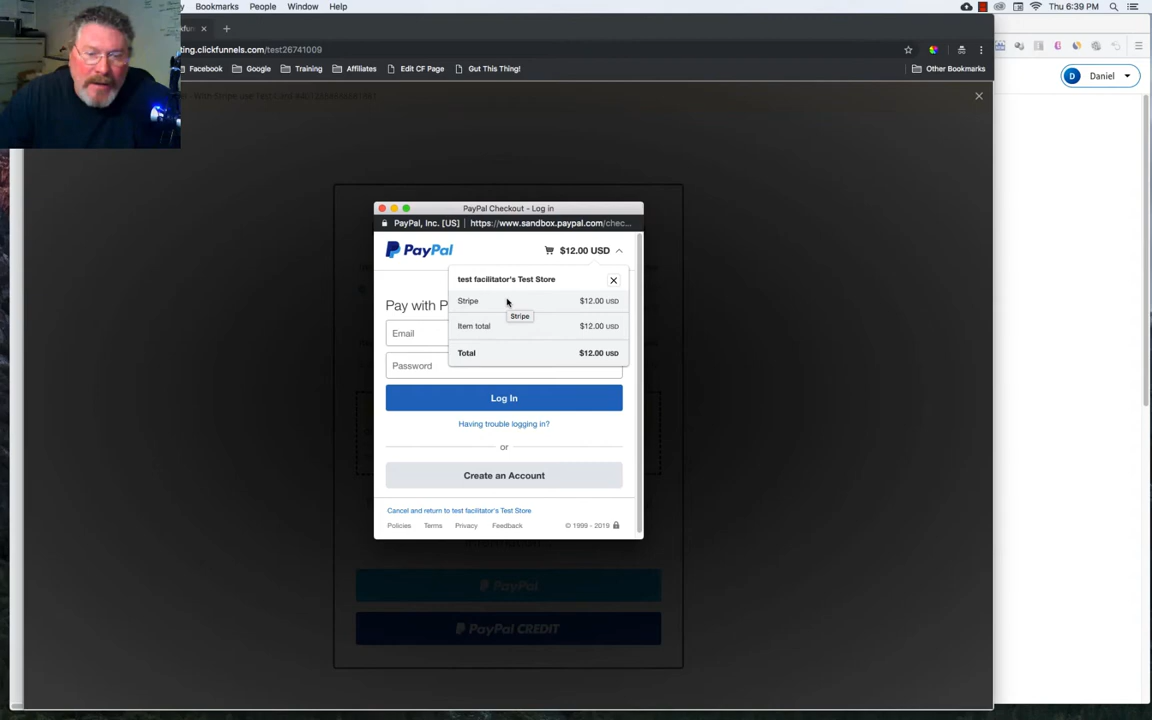 Bookmarks People Window Help
Thu 6:39 PM
ting.clickfunnels.com/test26741009
Facebook Google Training Affiliates Edit CF Page Gut This Thing! Other Bookmarks
D Daniel
PayPal Checkout - Log in
PayPal, Inc. [US] https://www.sandbox.paypal.com/chec...
PayPal $12.00 USD
test facilitator's Test Store
Pay with P
Stripe $12.00 USD
Stripe
Email
Item total $12.00 USD
Total $12.00 USD
Password
Log In
Having trouble logging in?
or
Create an Account
Cancel and return to test facilitator's Test Store
Policies Terms Privacy Feedback © 1999 - 2019
PayPal
PayPal CREDIT